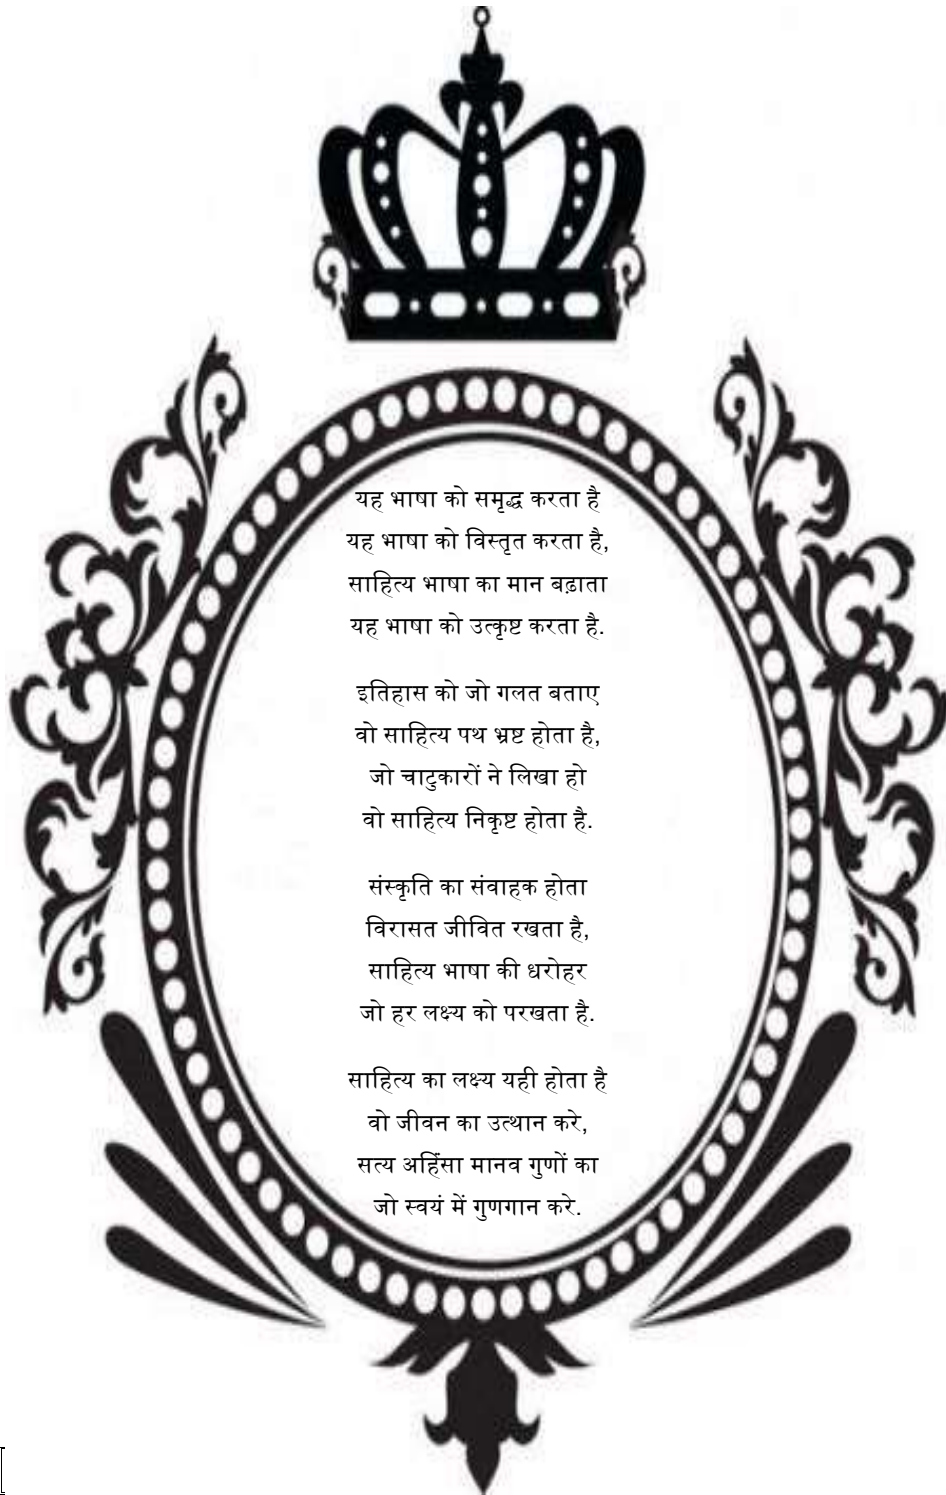 यह भाषा को समृद्ध करता है
यह भाषा को विस्तृत करता है,
साहित्य भाषा का मान बढ़ाता
यह भाषा को उत्कृष्ट करता है.
इतिहास को जो गलत बताए
वो साहित्य पथ भ्रष्ट होता है,
जो चाटुकारों ने लिखा हो
वो साहित्य निकृष्ट होता है.
संस्कृति का संवाहक होता
विरासत जीवित रखता है,
साहित्य भाषा की धरोहर
जो हर लक्ष्य को परखता है.
साहित्य का लक्ष्य यही होता है
वो जीवन का उत्थान करे,
सत्य अहिंसा मानव गुणों का
जो स्वयं में गुणगान करे.